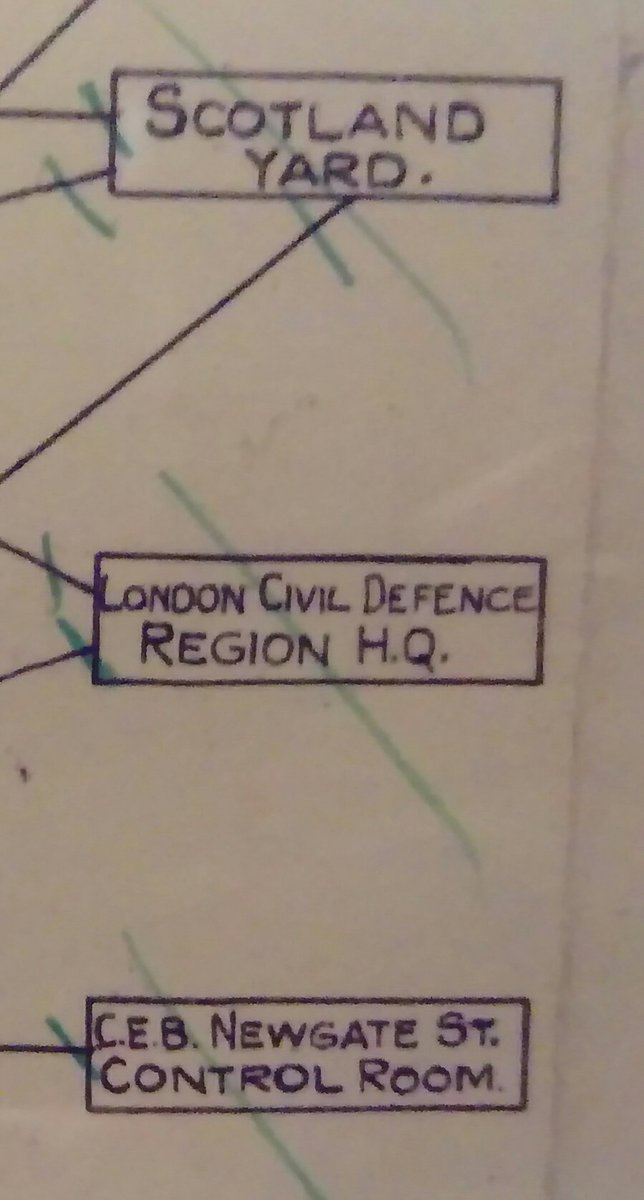 SCOTLAND
YARD.
LONDON CIVIL DEFENCE
REGION H.Q.
C.E.B. NEWGATE ST.
CONTROL ROOM.